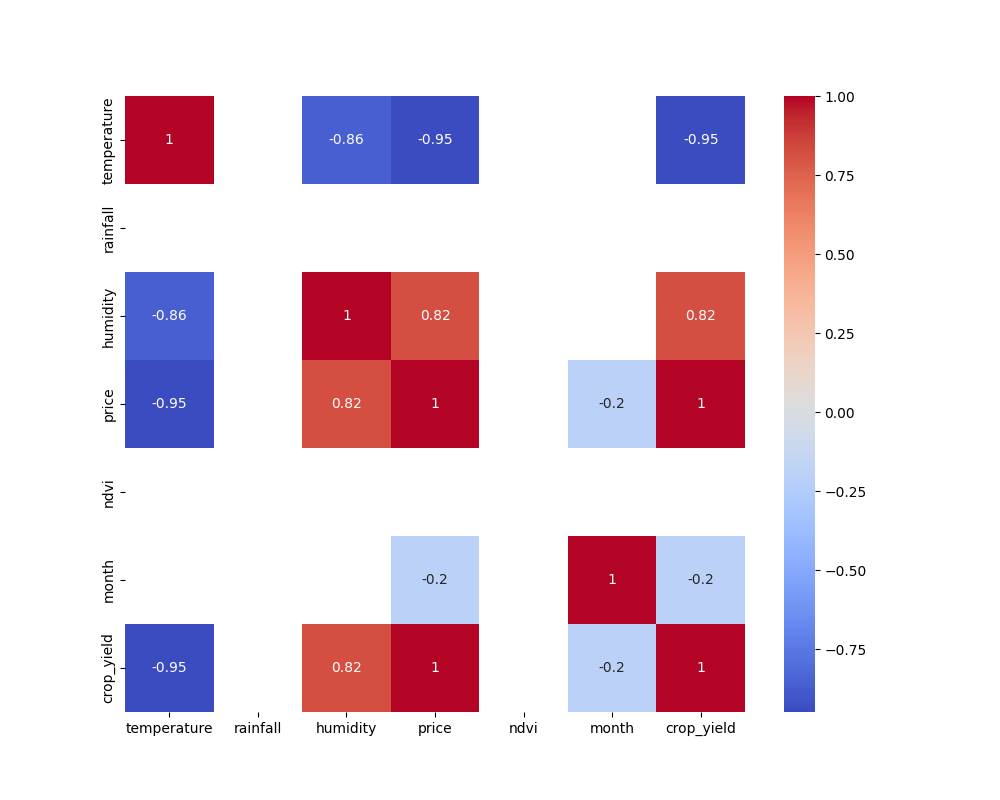 temperature 1 -0.86 -0.95 -0.95
rainfall
humidity -0.86 1 0.82 0.82
price -0.95 0.82 1 -0.2 1
ndvi
month -0.2 1 -0.2
crop_yield -0.95 0.82 1 -0.2 1
temperature rainfall humidity price ndvi month crop_yield
1.00
0.75
0.50
0.25
0.00
−0.25
−0.50
−0.75